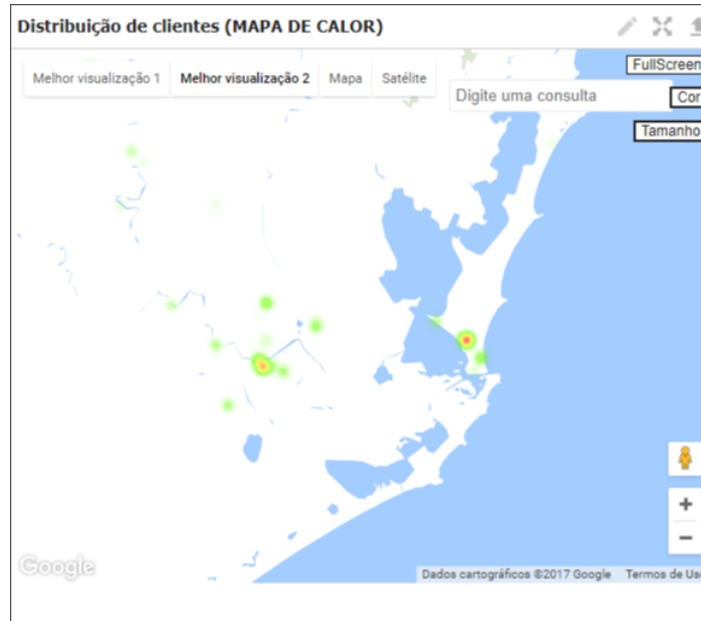 Distribuição de clientes (MAPA DE CALOR)
FullScreen
Melhor visualização 1 Melhor visualização 2 Mapa Satélite
Digite uma consulta
Cor
Tamanho
+
−
Google
Dados cartográficos ©2017 Google Termos de Us